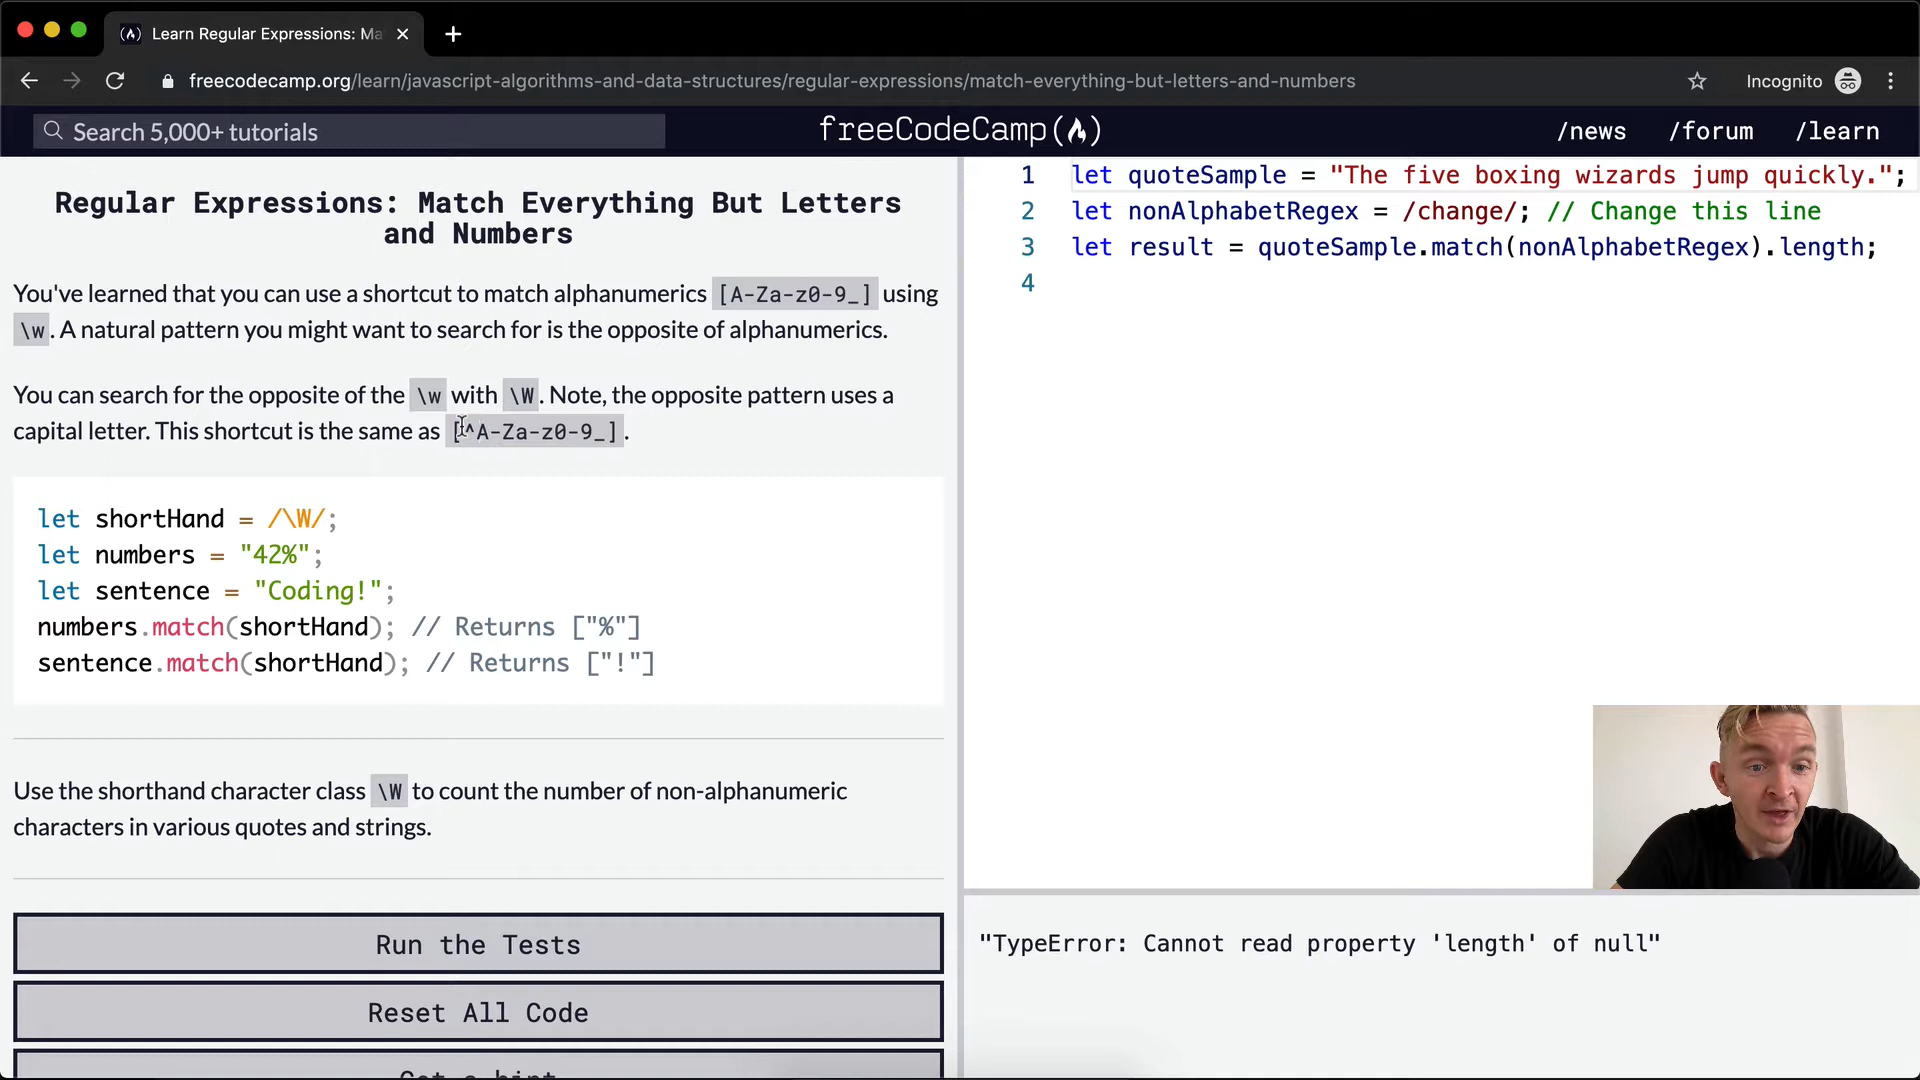 Learn Regular Expressions: Ma
freecodecamp.org/learn/javascript-algorithms-and-data-structures/regular-expressions/match-everything-but-letters-and-numbers
Incognito
Search 5,000+ tutorials
freeCodeCamp
/news /forum /learn
Regular Expressions: Match Everything But Letters
and Numbers
You've learned that you can use a shortcut to match alphanumerics [A-Za-z0-9_] using
\w. A natural pattern you might want to search for is the opposite of alphanumerics.
You can search for the opposite of the \w with \W. Note, the opposite pattern uses a
capital letter. This shortcut is the same as [^A-Za-z0-9_].
let shortHand = /\W/;
let numbers = "42%";
let sentence = "Coding!";
numbers.match(shortHand); // Returns ["%"]
sentence.match(shortHand); // Returns ["!"]
Use the shorthand character class \W to count the number of non-alphanumeric
characters in various quotes and strings.
Run the Tests
Reset All Code
Get a hint
1 let quoteSample = "The five boxing wizards jump quickly.";
2 let nonAlphabetRegex = /change/; // Change this line
3 let result = quoteSample.match(nonAlphabetRegex).length;
4
"TypeError: Cannot read property 'length' of null"